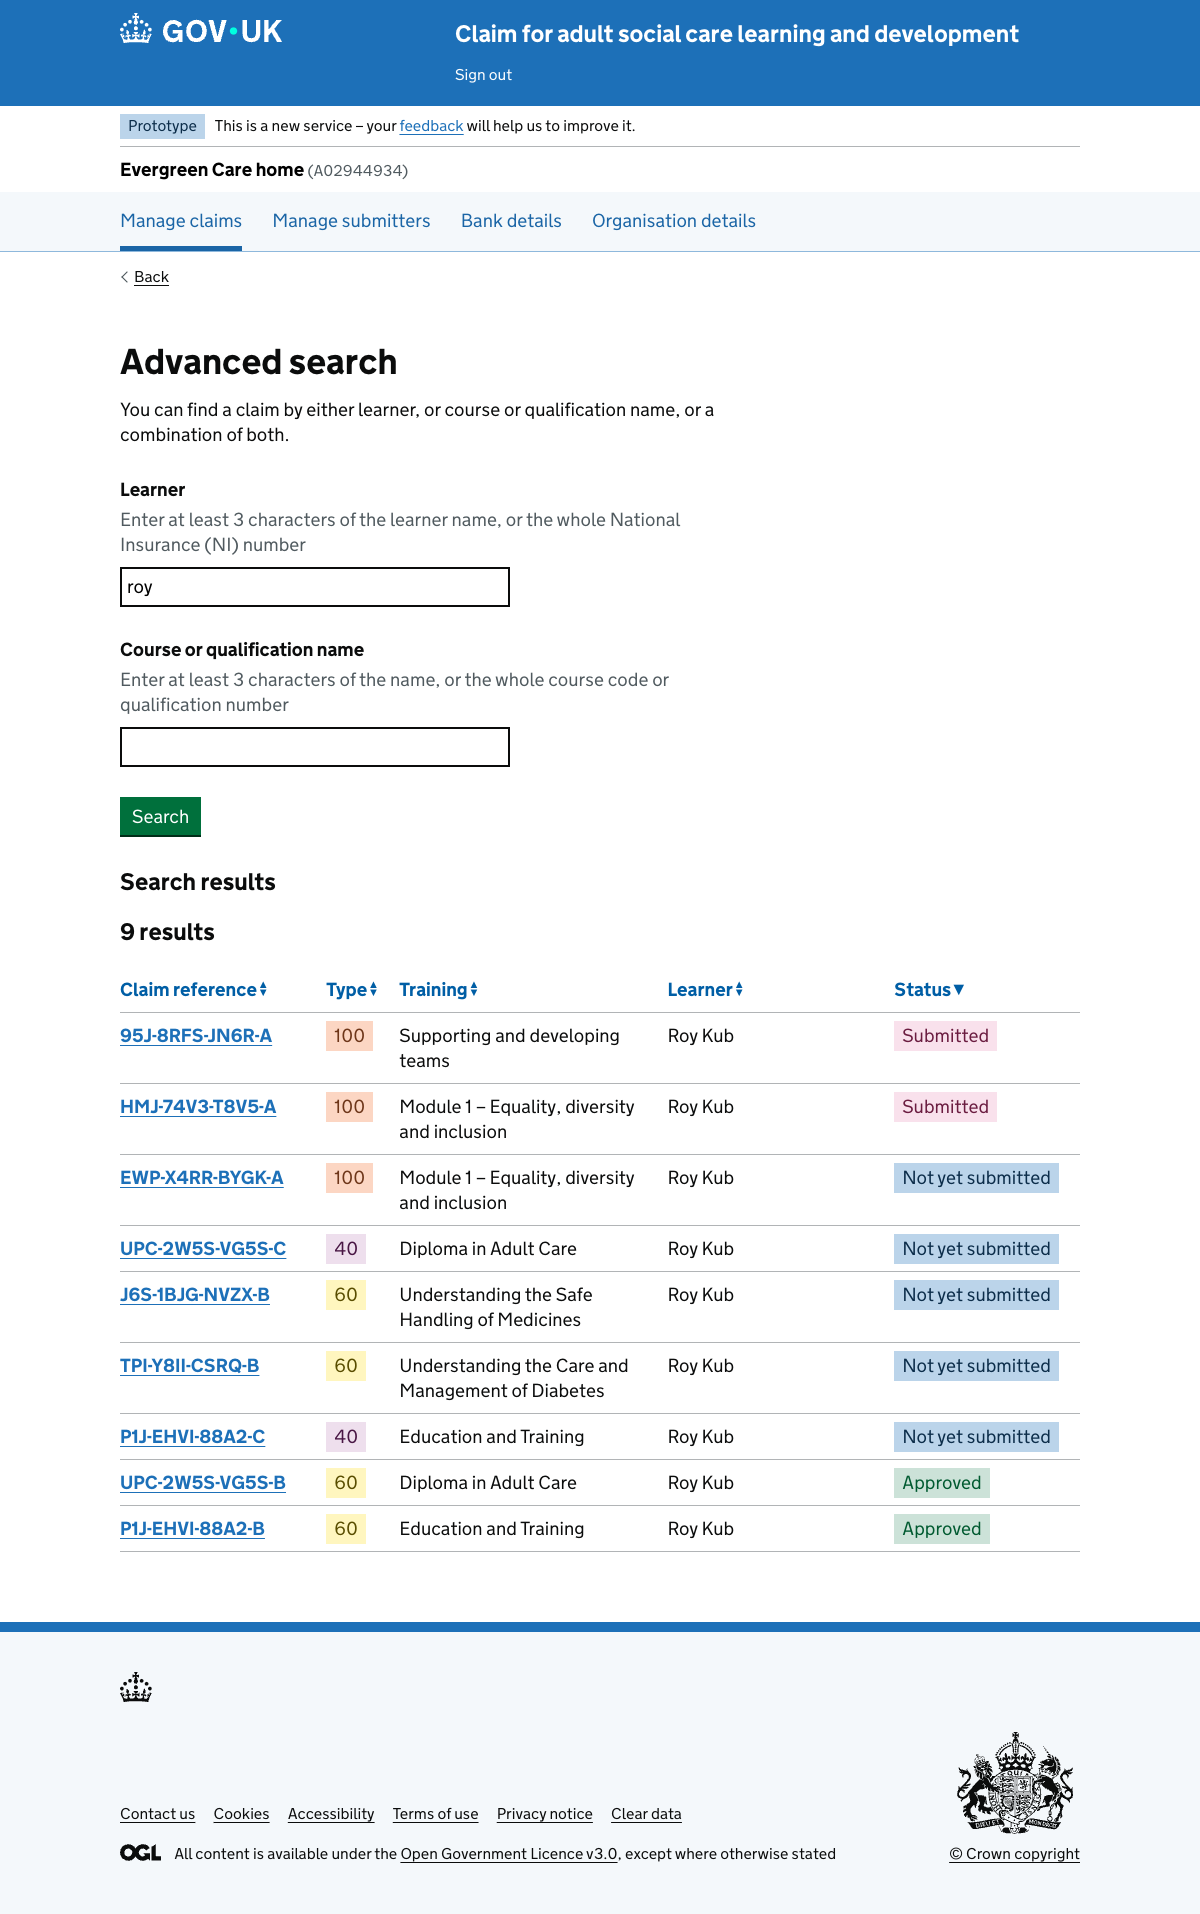 GOV·UK
Claim for adult social care learning and development
Sign out
Prototype This is a new service – your feedback will help us to improve it.
Evergreen Care home (A02944934)
Manage claims Manage submitters Bank details Organisation details
Back
Advanced search
You can find a claim by either learner, or course or qualification name, or a
combination of both.
Learner
Enter at least 3 characters of the learner name, or the whole National
Insurance (NI) number
roy
Course or qualification name
Enter at least 3 characters of the name, or the whole course code or
qualification number
Search
Search results
9 results
Claim reference Type Training Learner Status
95J-8RFS-JN6R-A 100 Supporting and developing Roy Kub Submitted
teams
HMJ-74V3-T8V5-A 100 Module 1 – Equality, diversity Roy Kub Submitted
and inclusion
EWP-X4RR-BYGK-A 100 Module 1 – Equality, diversity Roy Kub Not yet submitted
and inclusion
UPC-2W5S-VG5S-C 40 Diploma in Adult Care Roy Kub Not yet submitted
J6S-1BJG-NVZX-B 60 Understanding the Safe Roy Kub Not yet submitted
Handling of Medicines
TPI-Y8II-CSRQ-B 60 Understanding the Care and Roy Kub Not yet submitted
Management of Diabetes
P1J-EHVI-88A2-C 40 Education and Training Roy Kub Not yet submitted
UPC-2W5S-VG5S-B 60 Diploma in Adult Care Roy Kub Approved
P1J-EHVI-88A2-B 60 Education and Training Roy Kub Approved
Contact us Cookies Accessibility Terms of use Privacy notice Clear data
OGL All content is available under the Open Government Licence v3.0, except where otherwise stated
© Crown copyright